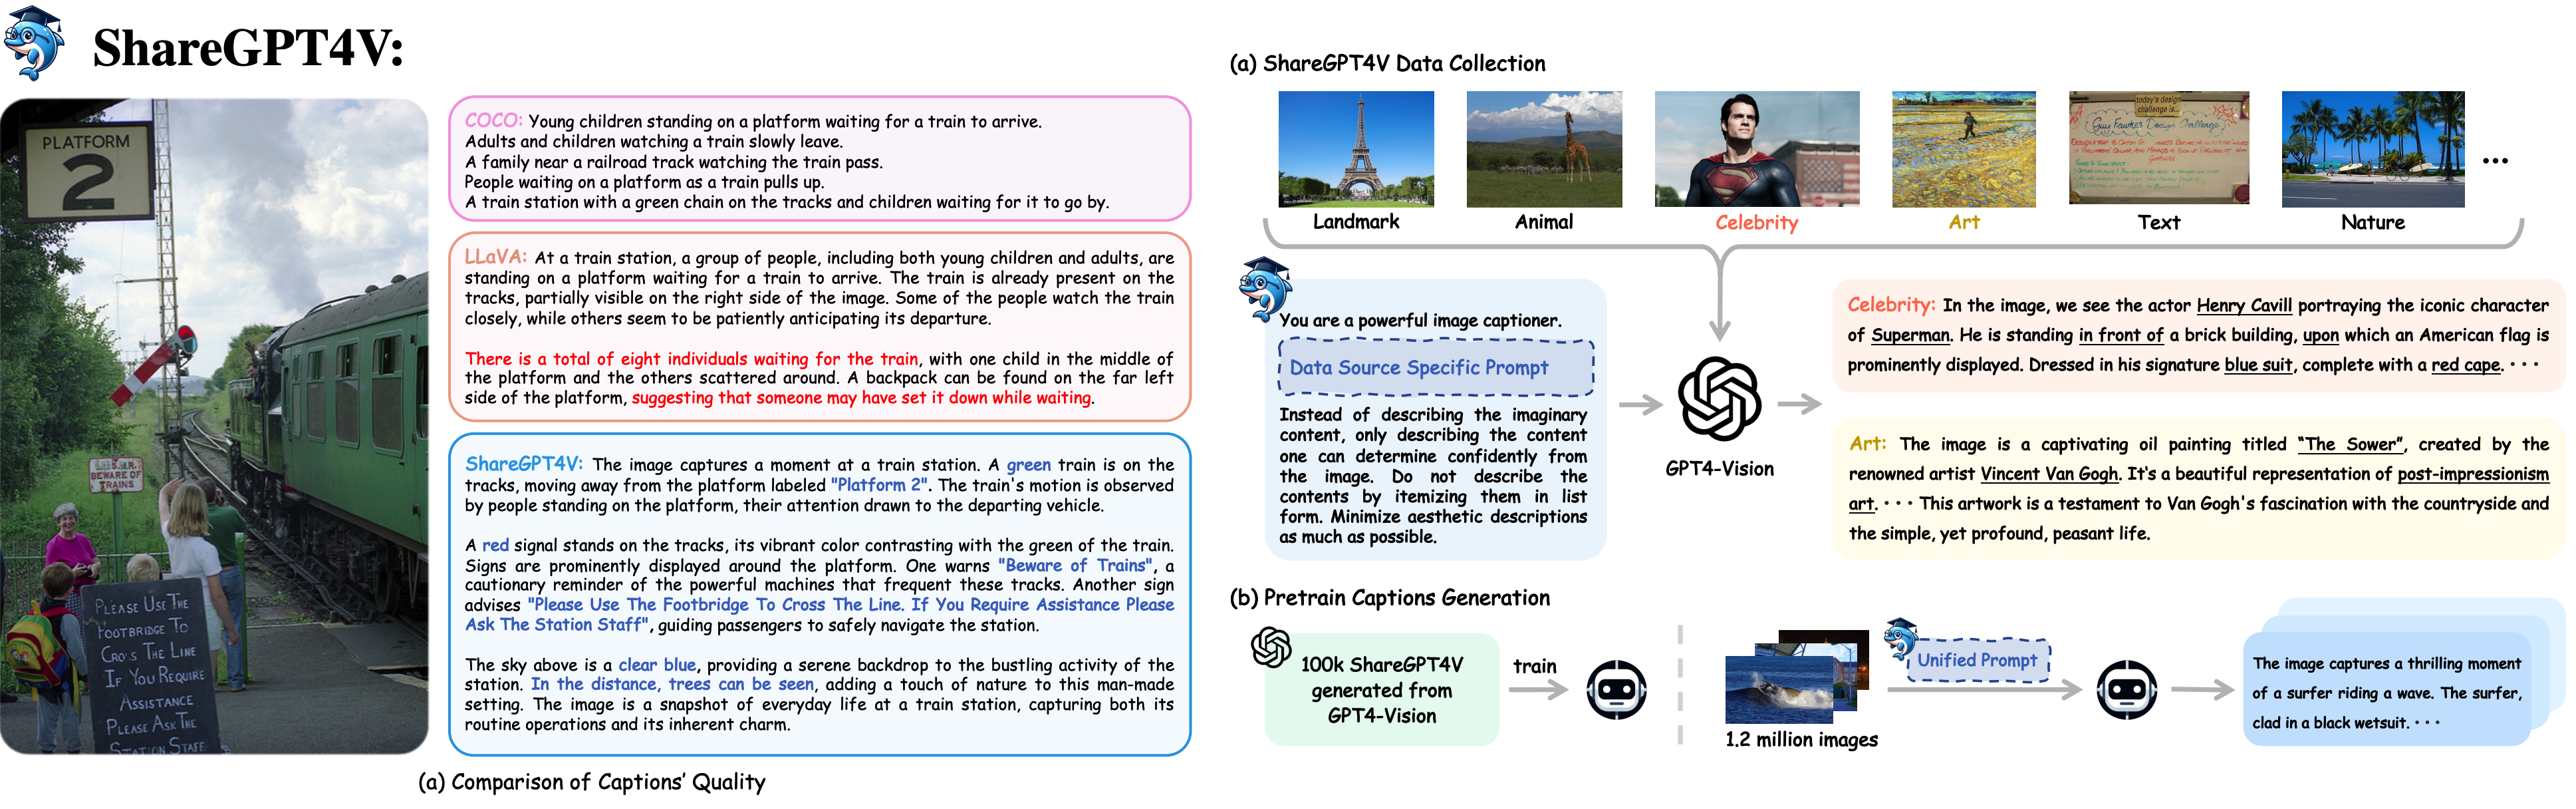 ShareGPT4V:
PLATFORM
2
BEWARE OF
TRAINS
PLEASE USE THE
FOOTBRIDGE TO
CROSS THE LINE
IF YOU REQUIRE
ASSISTANCE
PLEASE ASK THE
STATION STAFF
COCO: Young children standing on a platform waiting for a train to arrive.
Adults and children watching a train slowly leave.
A family near a railroad track watching the train pass.
People waiting on a platform as a train pulls up.
A train station with a green chain on the tracks and children waiting for it to go by.
LLaVA: At a train station, a group of people, including both young children and adults, are
standing on a platform waiting for a train to arrive. The train is already present on the
tracks, partially visible on the right side of the image. Some of the people watch the train
closely, while others seem to be patiently anticipating its departure.
There is a total of eight individuals waiting for the train, with one child in the middle of
the platform and the others scattered around. A backpack can be found on the far left
side of the platform, suggesting that someone may have set it down while waiting.
ShareGPT4V: The image captures a moment at a train station. A green train is on the
tracks, moving away from the platform labeled "Platform 2". The train's motion is observed
by people standing on the platform, their attention drawn to the departing vehicle.
A red signal stands on the tracks, its vibrant color contrasting with the green of the train.
Signs are prominently displayed around the platform. One warns "Beware of Trains", a
cautionary reminder of the powerful machines that frequent these tracks. Another sign
advises "Please Use The Footbridge To Cross The Line. If You Require Assistance Please
Ask The Station Staff", guiding passengers to safely navigate the station.
The sky above is a clear blue, providing a serene backdrop to the bustling activity of the
station. In the distance, trees can be seen, adding a touch of nature to this man-made
setting. The image is a snapshot of everyday life at a train station, capturing both its
routine operations and its inherent charm.
(a) Comparison of Captions' Quality
(a) ShareGPT4V Data Collection
today's design
challenge is...
Guy Fawkes Design Challenge
Landmark
Animal
Celebrity
Art
Text
Nature
...
You are a powerful image captioner.
Data Source Specific Prompt
Instead of describing the imaginary
content, only describing the content
one can determine confidently from
the image. Do not describe the
contents by itemizing them in list
form. Minimize aesthetic descriptions
as much as possible.
GPT4-Vision
Celebrity: In the image, we see the actor Henry Cavill portraying the iconic character
of Superman. He is standing in front of a brick building, upon which an American flag is
prominently displayed. Dressed in his signature blue suit, complete with a red cape. ···
Art: The image is a captivating oil painting titled “The Sower”, created by the
renowned artist Vincent Van Gogh. It's a beautiful representation of post-impressionism
art. ··· This artwork is a testament to Van Gogh's fascination with the countryside and
the simple, yet profound, peasant life.
(b) Pretrain Captions Generation
100k ShareGPT4V
generated from
GPT4-Vision
train
1.2 million images
Unified Prompt
The image captures a thrilling moment
of a surfer riding a wave. The surfer,
clad in a black wetsuit. ···